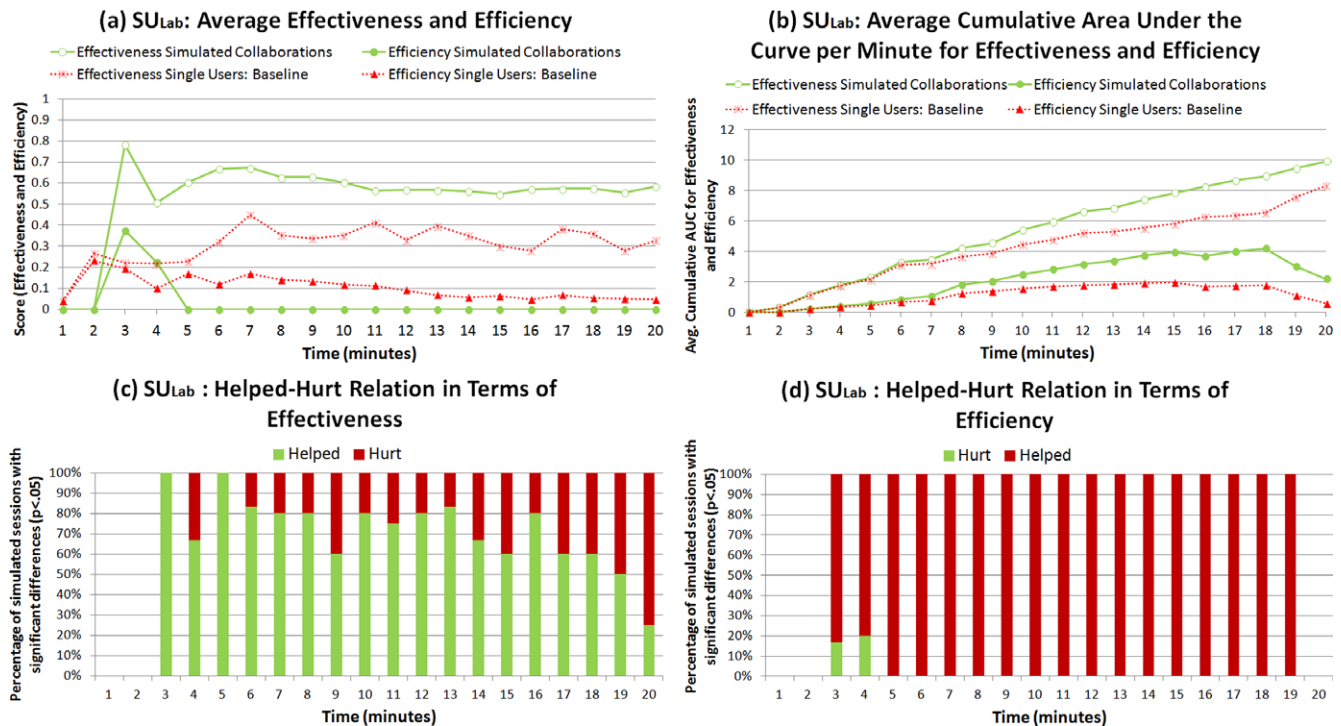 (a) SULab: Average Effectiveness and Efficiency
Effectiveness Simulated Collaborations
Efficiency Simulated Collaborations
Effectiveness Single Users: Baseline
Efficiency Single Users: Baseline
Score (Effectiveness and Efficiency)
1
0.9
0.8
0.7
0.6
0.5
0.4
0.3
0.2
0.1
0
1 2 3 4 5 6 7 8 9 10 11 12 13 14 15 16 17 18 19 20
Time (minutes)
(b) SULab: Average Cumulative Area Under the
Curve per Minute for Effectiveness and Efficiency
Effectiveness Simulated Collaborations
Efficiency Simulated Collaborations
Effectiveness Single Users: Baseline
Efficiency Single Users: Baseline
Avg. Cumulative AUC for Effectiveness
and Efficiency
12
10
8
6
4
2
0
1 2 3 4 5 6 7 8 9 10 11 12 13 14 15 16 17 18 19 20
Time (minutes)
(c) SULab : Helped-Hurt Relation in Terms of
Effectiveness
Helped Hurt
Percentage of simulated sessions with
significant differences (p<.05)
100%
90%
80%
70%
60%
50%
40%
30%
20%
10%
0%
1 2 3 4 5 6 7 8 9 10 11 12 13 14 15 16 17 18 19 20
Time (minutes)
(d) SULab : Helped-Hurt Relation in Terms of
Efficiency
Hurt Helped
Percentage of simulated sessions with
significant differences (p<.05)
100%
90%
80%
70%
60%
50%
40%
30%
20%
10%
0%
1 2 3 4 5 6 7 8 9 10 11 12 13 14 15 16 17 18 19 20
Time (minutes)